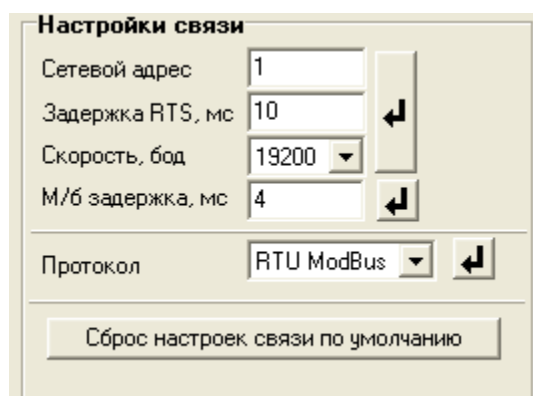 Настройки связи
Сетевой адрес 1
Задержка RTS, мс 10
Скорость, бод 19200
М/б задержка, мс 4
Протокол RTU ModBus
Сброс настроек связи по умолчанию